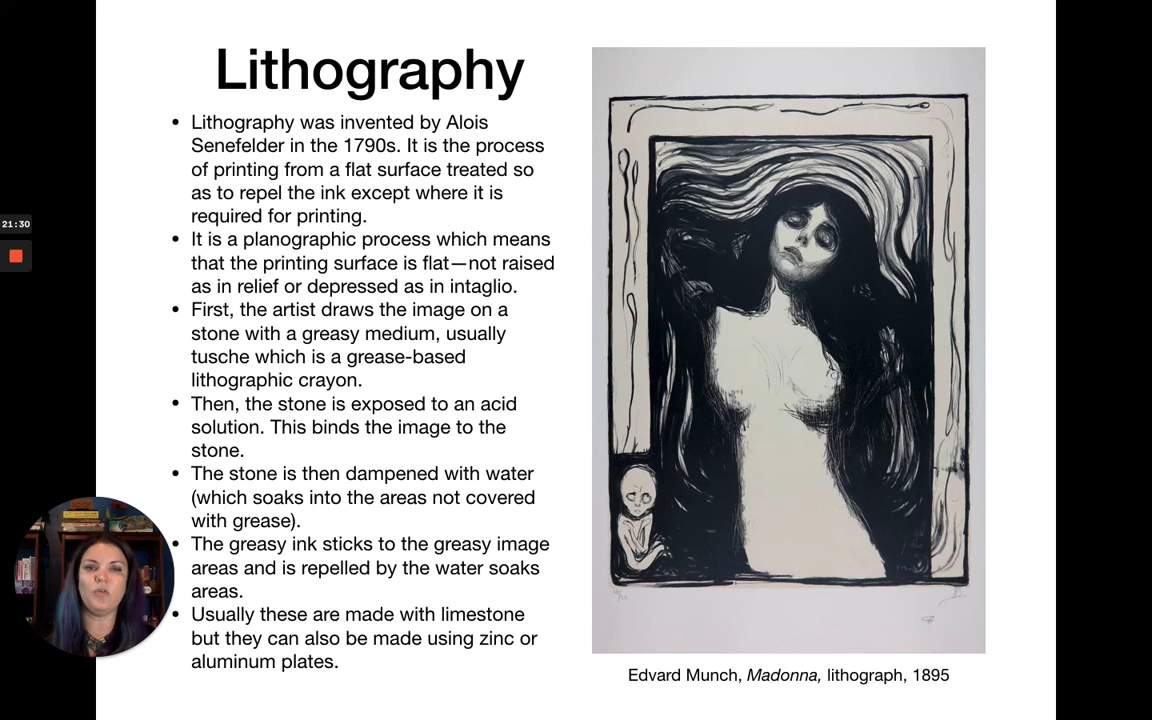 Lithography
• Lithography was invented by Alois
Senefelder in the 1790s. It is the process
of printing from a flat surface treated so
as to repel the ink except where it is
required for printing.
• It is a planographic process which means
that the printing surface is flat—not raised
as in relief or depressed as in intaglio.
• First, the artist draws the image on a
stone with a greasy medium, usually
tusche which is a grease-based
lithographic crayon.
• Then, the stone is exposed to an acid
solution. This binds the image to the
stone.
• The stone is then dampened with water
(which soaks into the areas not covered
with grease).
• The greasy ink sticks to the greasy image
areas and is repelled by the water soaks
areas.
• Usually these are made with limestone
but they can also be made using zinc or
aluminum plates.
Edvard Munch, Madonna, lithograph, 1895
21:30